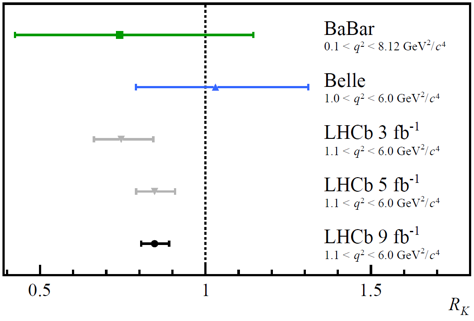 BaBar
0.1 < q² < 8.12 GeV²/c⁴
Belle
1.0 < q² < 6.0 GeV²/c⁴
LHCb 3 fb⁻¹
1.1 < q² < 6.0 GeV²/c⁴
LHCb 5 fb⁻¹
1.1 < q² < 6.0 GeV²/c⁴
LHCb 9 fb⁻¹
1.1 < q² < 6.0 GeV²/c⁴
0.5 1 1.5 R_K